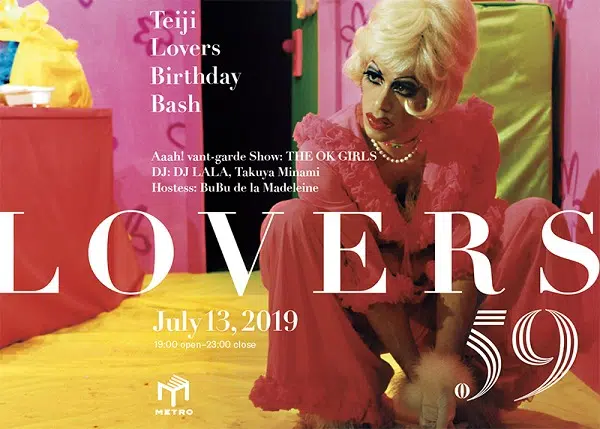 Teiji
Lovers
Birthday
Bash
Aaah! vant-garde Show: THE OK GIRLS
DJ: DJ LALA, Takuya Minami
Hostess: BuBu de la Madeleine
LOVERS
July 13, 2019
19:00 open–23:00 close
.59
METRO